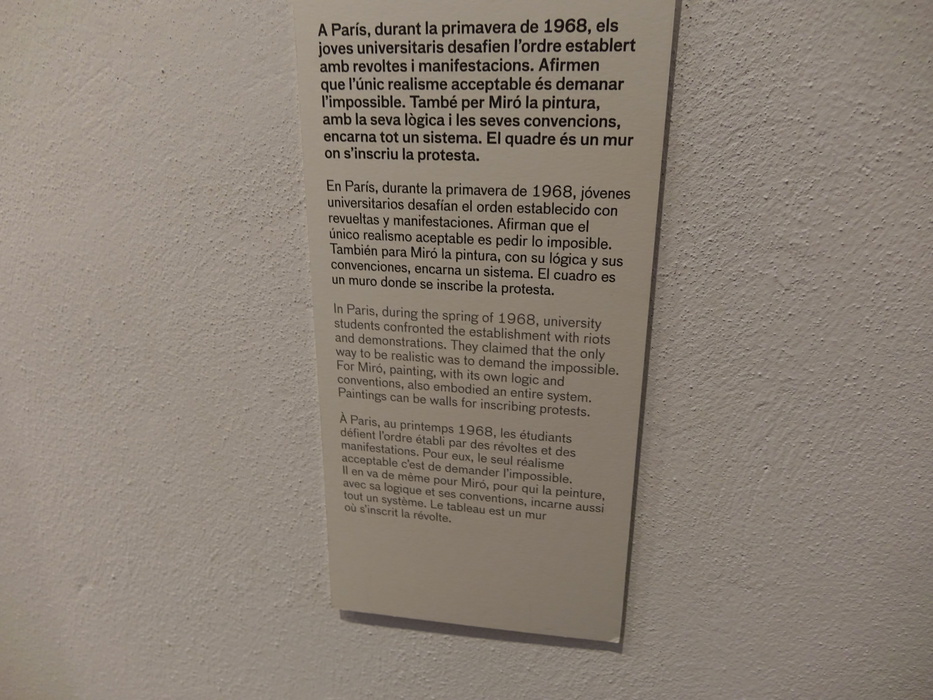 A París, durant la primavera de 1968, els
joves universitaris desafien l'ordre establert
amb revoltes i manifestacions. Afirmen
que l'únic realisme acceptable és demanar
l'impossible. També per Miró la pintura,
amb la seva lògica i les seves convencions,
encarna tot un sistema. El quadre és un mur
on s'inscriu la protesta.
En París, durante la primavera de 1968, jóvenes
universitarios desafían el orden establecido con
revueltas y manifestaciones. Afirman que el
único realismo aceptable es pedir lo imposible.
También para Miró la pintura, con su lógica y sus
convenciones, encarna un sistema. El cuadro es
un muro donde se inscribe la protesta.
In Paris, during the spring of 1968, university
students confronted the establishment with riots
and demonstrations. They claimed that the only
way to be realistic was to demand the impossible.
For Miró, painting, with its own logic and
conventions, also embodied an entire system.
Paintings can be walls for inscribing protests.
À Paris, au printemps 1968, les étudiants
défient l'ordre établi par des révoltes et des
manifestations. Pour eux, le seul réalisme
acceptable c'est de demander l'impossible.
Il en va de même pour Miró, pour qui la peinture,
avec sa logique et ses conventions, incarne aussi
tout un système. Le tableau est un mur
où s'inscrit la révolte.